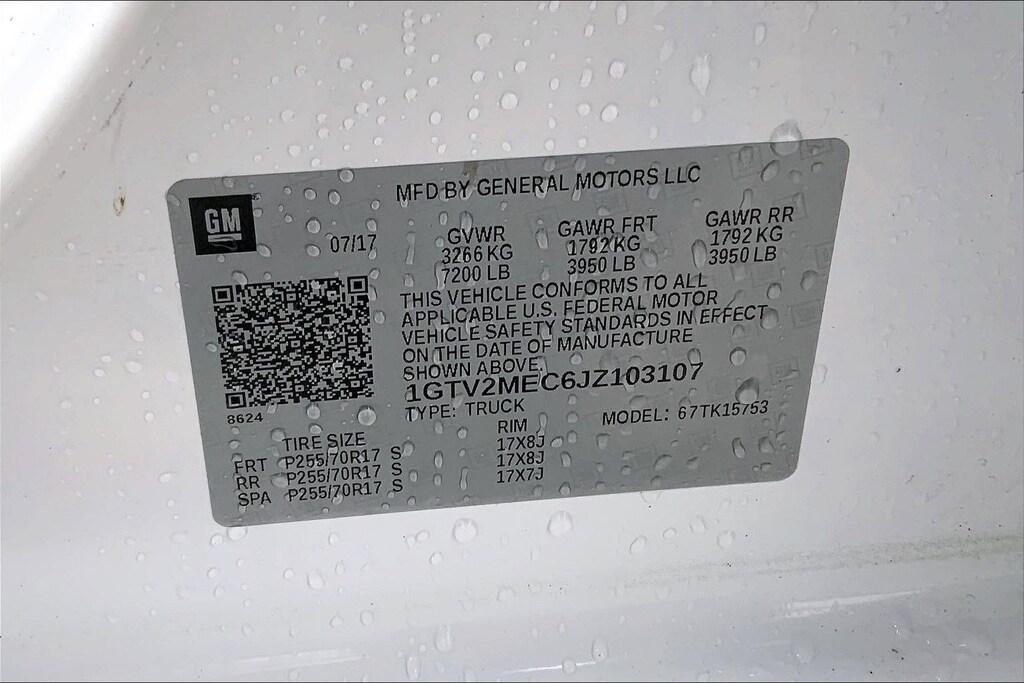 MFD BY GENERAL MOTORS LLC
GM
07/17
GVWR GAWR FRT GAWR RR
3266 KG 1792 KG 1792 KG
7200 LB 3950 LB 3950 LB
THIS VEHICLE CONFORMS TO ALL
APPLICABLE U.S. FEDERAL MOTOR
VEHICLE SAFETY STANDARDS IN EFFECT
ON THE DATE OF MANUFACTURE
SHOWN ABOVE.
1GTV2MEC6JZ103107
8624
TYPE: TRUCK MODEL: 67TK15753
TIRE SIZE RIM
FRT P255/70R17 S 17X8J
RR P255/70R17 S 17X8J
SPA P255/70R17 S 17X7J